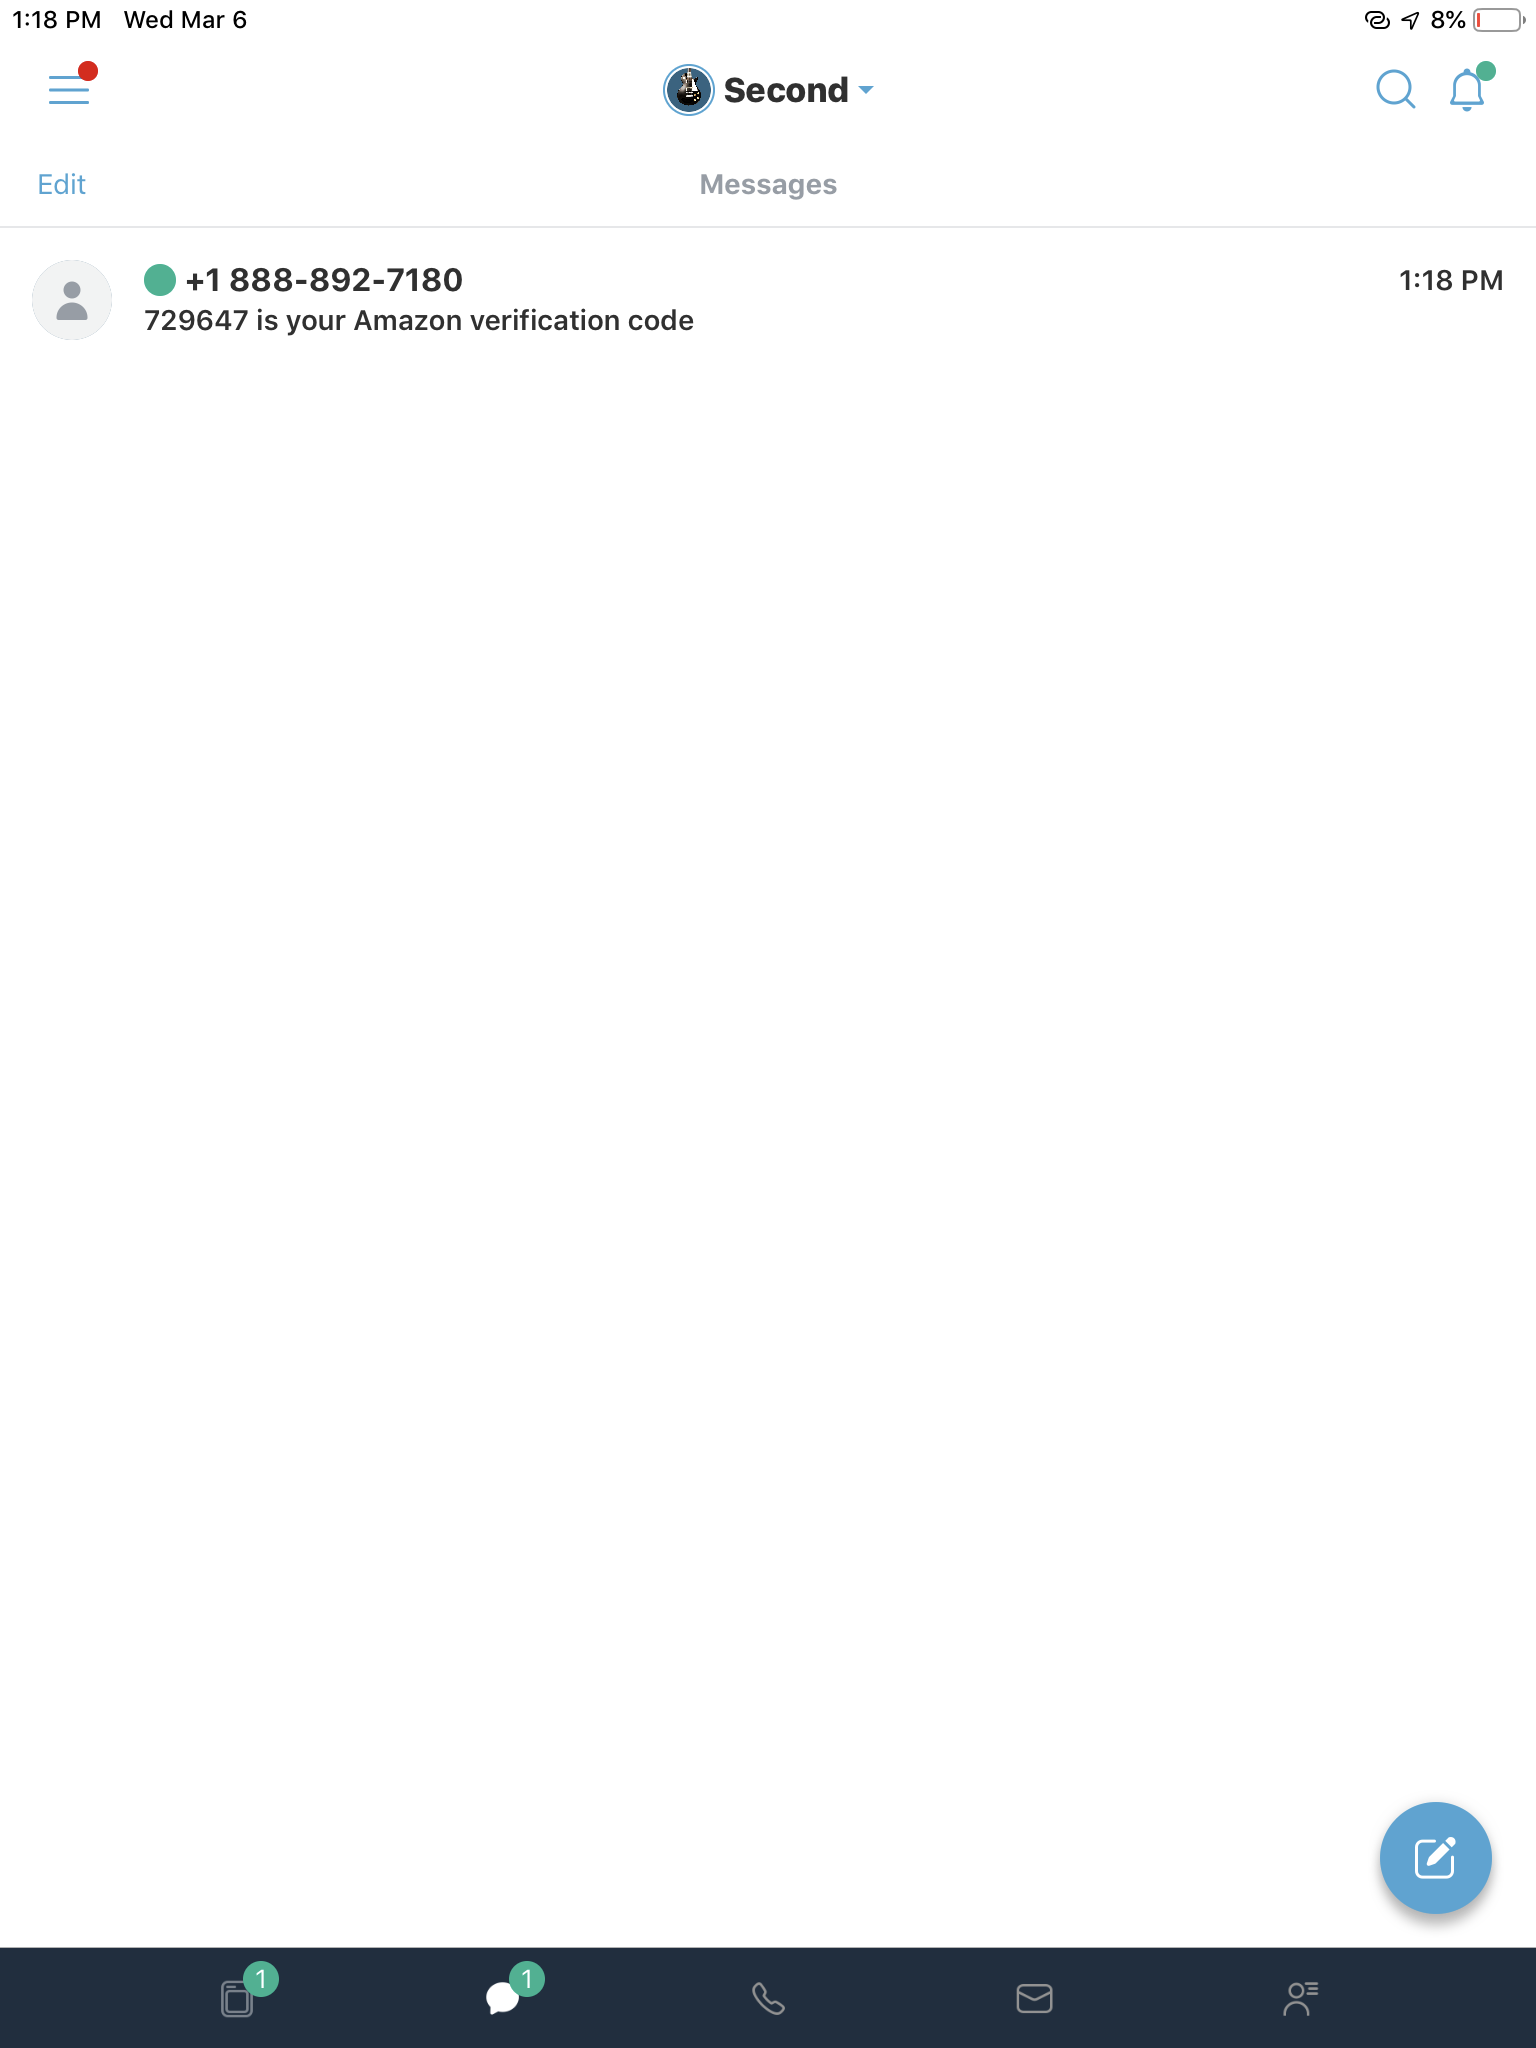 1:18 PM Wed Mar 6 8%
Second
Edit Messages
+1 888-892-7180 1:18 PM
729647 is your Amazon verification code
1 1